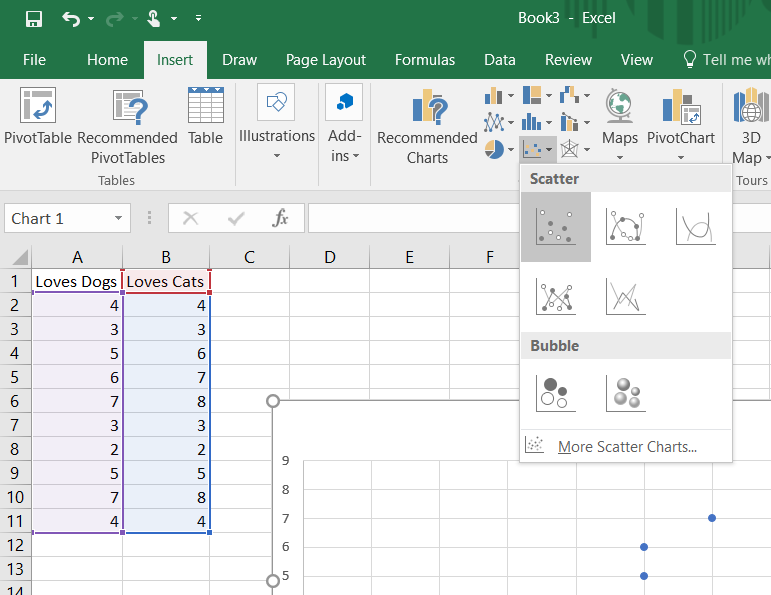 Book3 - Excel
File Home Insert Draw Page Layout Formulas Data Review View Tell me wh
PivotTable Recommended PivotTables Table Illustrations Add-ins Recommended Charts Maps PivotChart 3D Map
Tables Tours
Scatter
Chart 1 fx
A B C D E F
1 Loves Dogs Loves Cats
2 4 4
3 3 3
4 5 6
5 6 7
Bubble
6 7 8
7 3 3
8 2 2
More Scatter Charts...
9 5 5
10 7 8
11 4 4
12
13
14
9
8
7
6
5